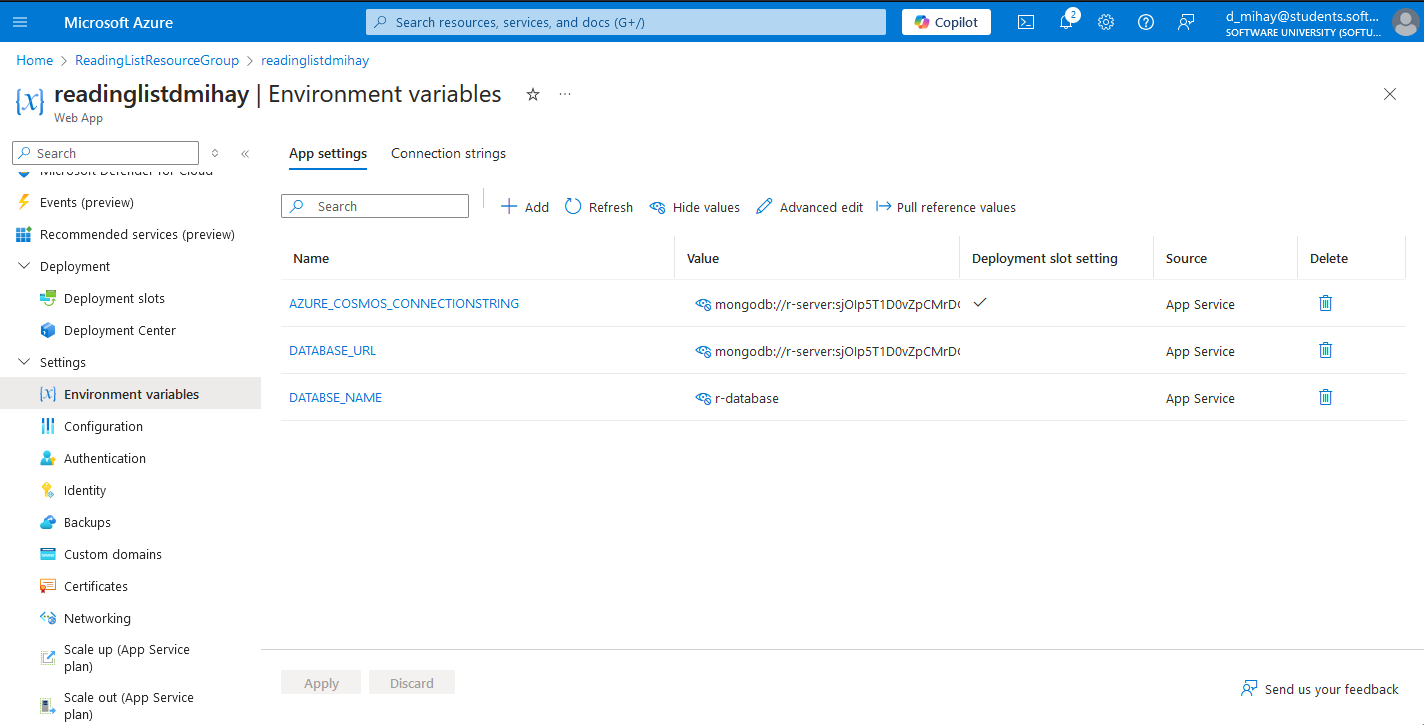 Microsoft Azure
Search resources, services, and docs (G+/)
Copilot
2
d_mihay@students.soft...
SOFTWARE UNIVERSITY (SOFTU...
Home > ReadingListResourceGroup > readinglistdmihay
{x} readinglistdmihay | Environment variables
Web App
Search
Microsoft Defender for Cloud
Events (preview)
Recommended services (preview)
Deployment
Deployment slots
Deployment Center
Settings
Environment variables
Configuration
Authentication
Identity
Backups
Custom domains
Certificates
Networking
Scale up (App Service
plan)
Scale out (App Service
plan)
App settings Connection strings
Search
Add Refresh Hide values Advanced edit Pull reference values
Name Value Deployment slot setting Source Delete
AZURE_COSMOS_CONNECTIONSTRING mongodb://r-server:sjOIp5T1D0vZpCMrD App Service
DATABASE_URL mongodb://r-server:sjOIp5T1D0vZpCMrD App Service
DATABSE_NAME r-database App Service
Apply Discard
Send us your feedback